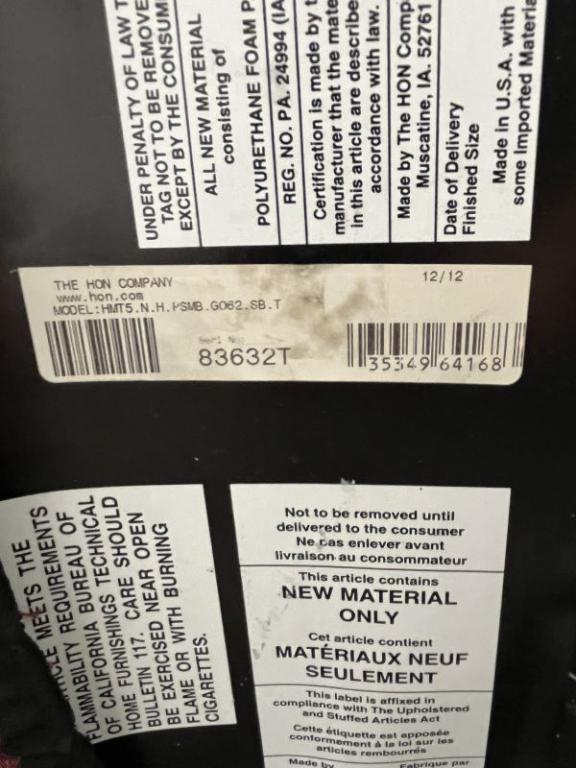 UNDER PENALTY OF LAW T
TAG NOT TO BE REMOVE
EXCEPT BY THE CONSUM
ALL NEW MATERIAL
consisting of
POLYURETHANE FOAM P
REG. NO. PA. 24994 (IA
Certification is made by t
manufacturer that the mate
in this article are describe
accordance with law.
Made by The HON Comp
Muscatine, IA. 52761
Date of Delivery
Finished Size
Made in U.S.A. with
some Imported Materia
THE HON COMPANY
www.hon.com
MODEL:HMT5.N.H.PSMB.G062.SB.T
12/12
83632T
35349 64168
MEETS THE
FLAMMABILITY REQUIREMENTS
OF CALIFORNIA BUREAU OF
HOME FURNISHINGS TECHNICAL
BULLETIN 117. CARE SHOULD
BE EXERCISED NEAR OPEN
FLAME OR WITH BURNING
CIGARETTES.
Not to be removed until
delivered to the consumer
Ne pas enlever avant
livraison au consommateur
This article contains
NEW MATERIAL
ONLY
Cet article contient
MATÉRIAUX NEUF
SEULEMENT
This label is affixed in
compliance with The Upholstered
and Stuffed Articles Act
Cette étiquette est apposée
conformément à la loi sur les
articles rembourrés
Made by Fabrique par